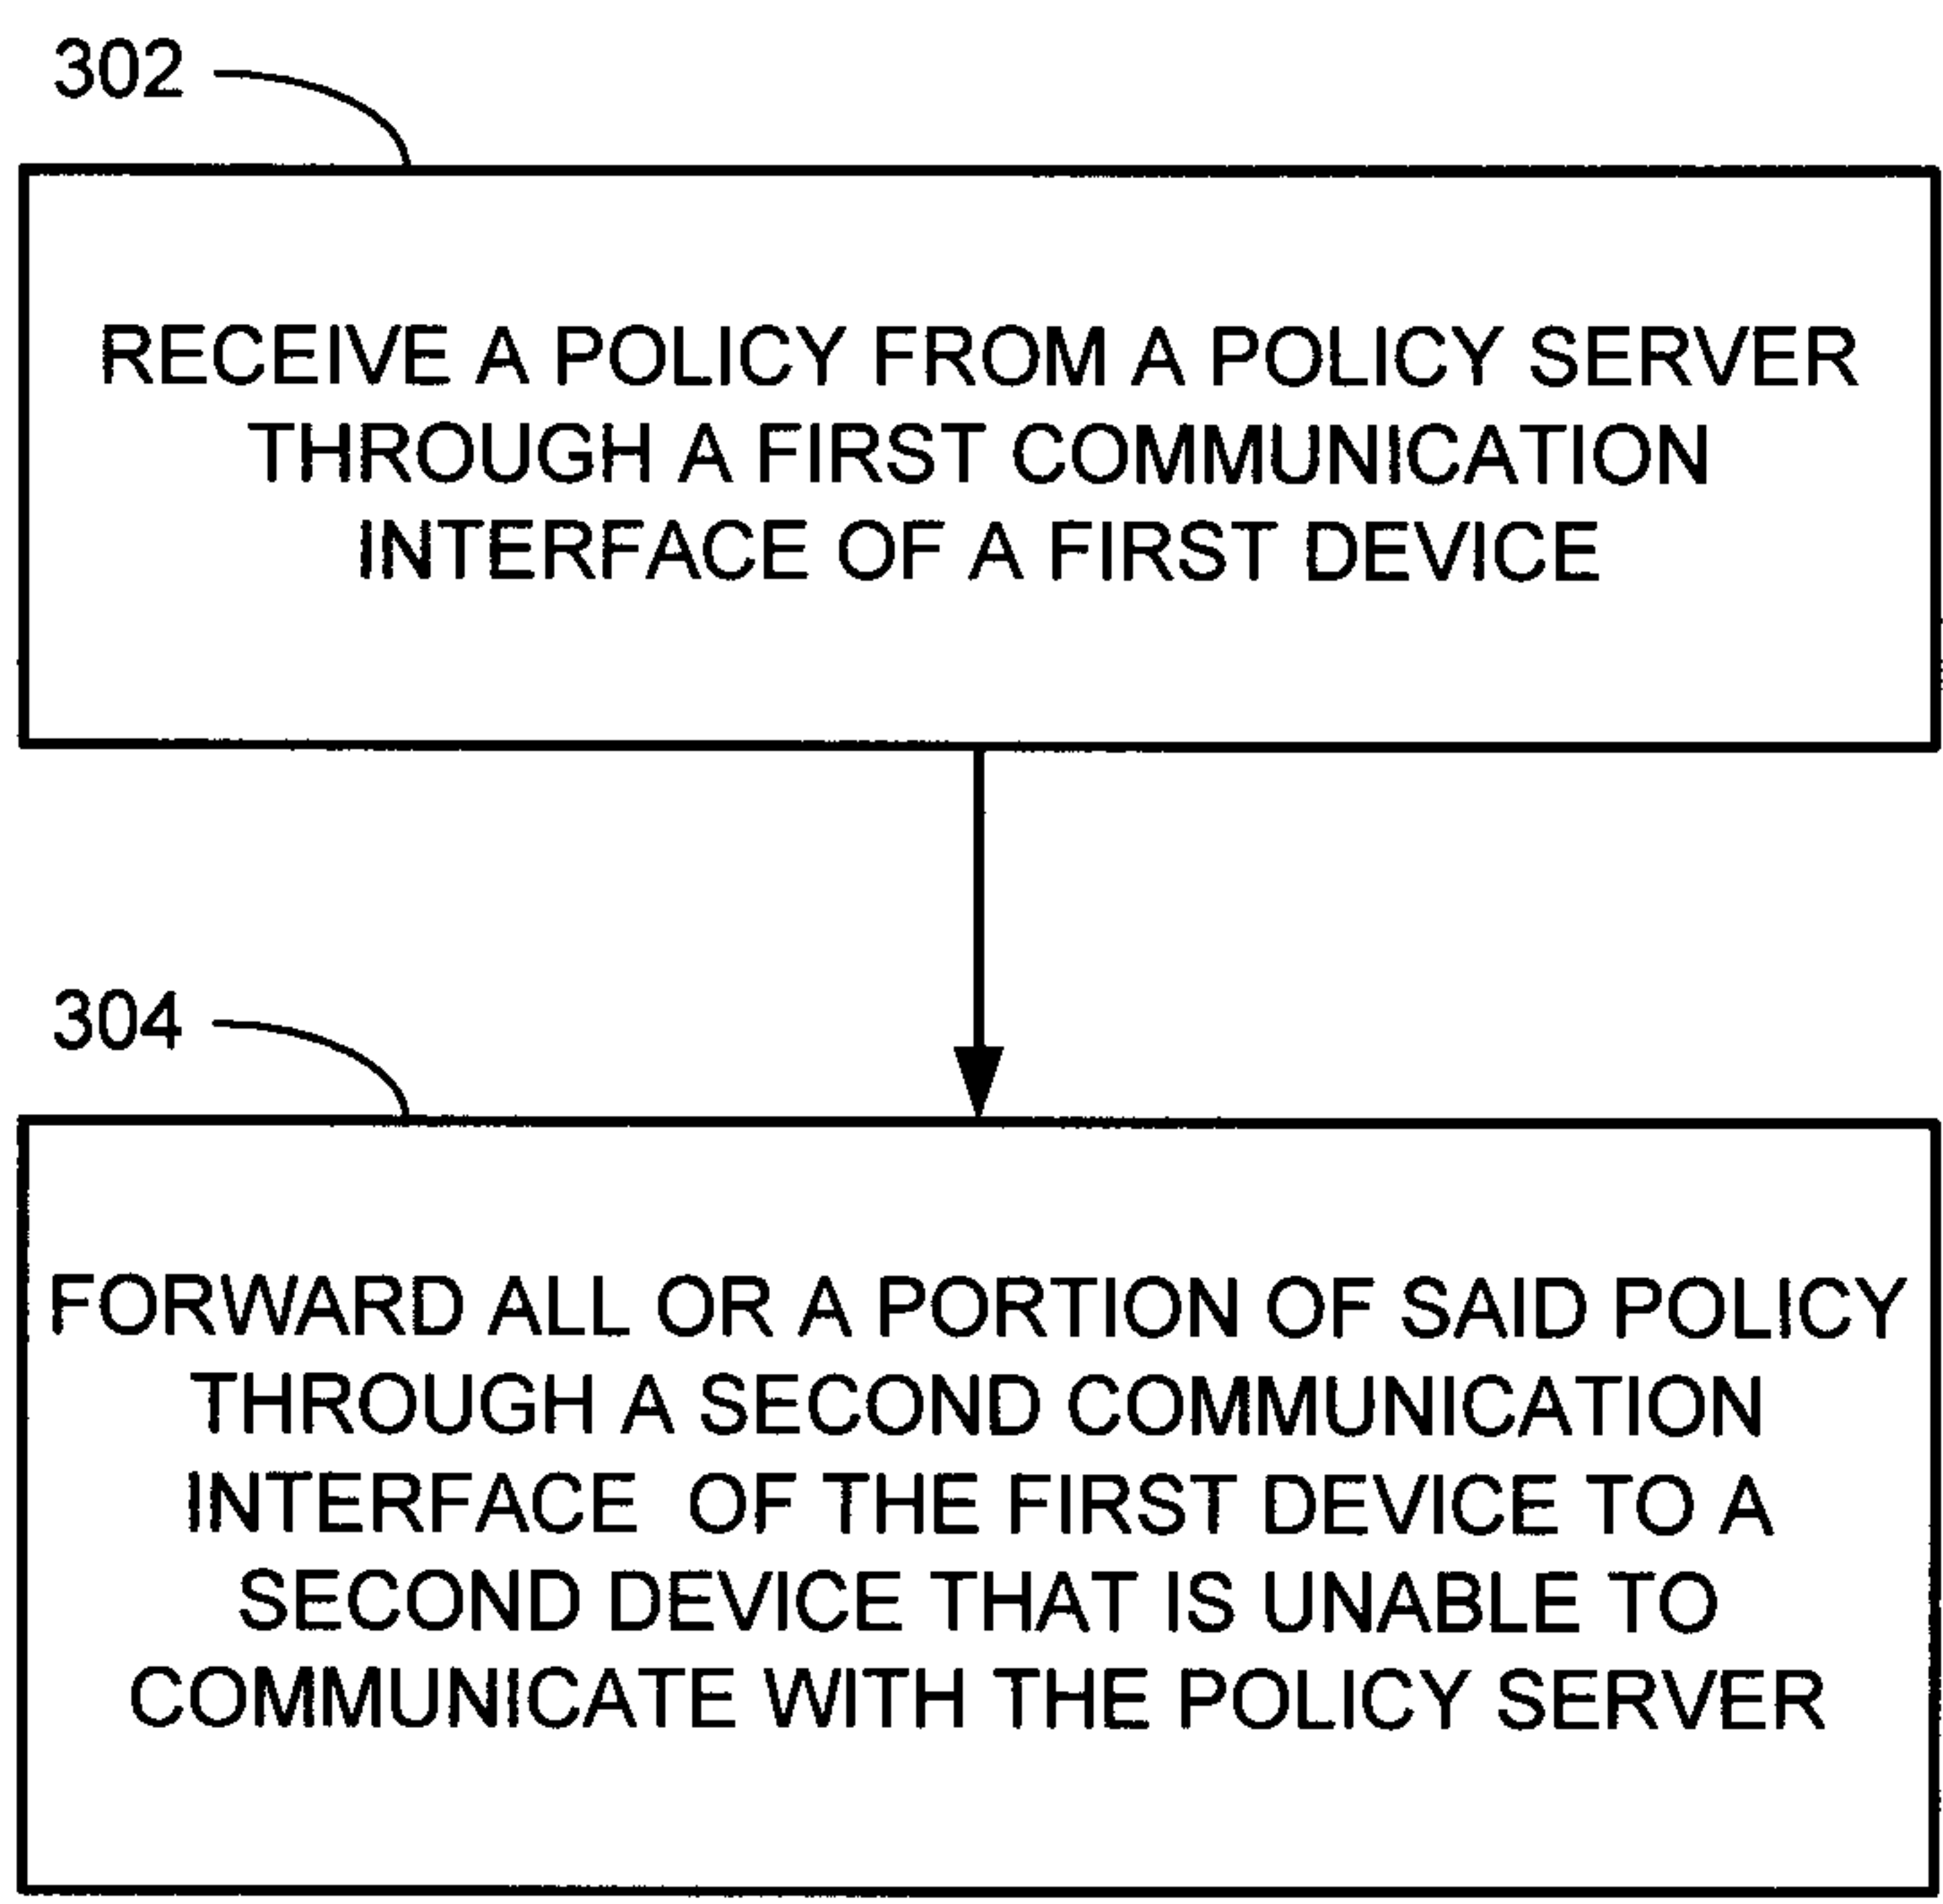 302
RECEIVE A POLICY FROM A POLICY SERVER
THROUGH A FIRST COMMUNICATION
INTERFACE OF A FIRST DEVICE
304
FORWARD ALL OR A PORTION OF SAID POLICY
THROUGH A SECOND COMMUNICATION
INTERFACE OF THE FIRST DEVICE TO A
SECOND DEVICE THAT IS UNABLE TO
COMMUNICATE WITH THE POLICY SERVER